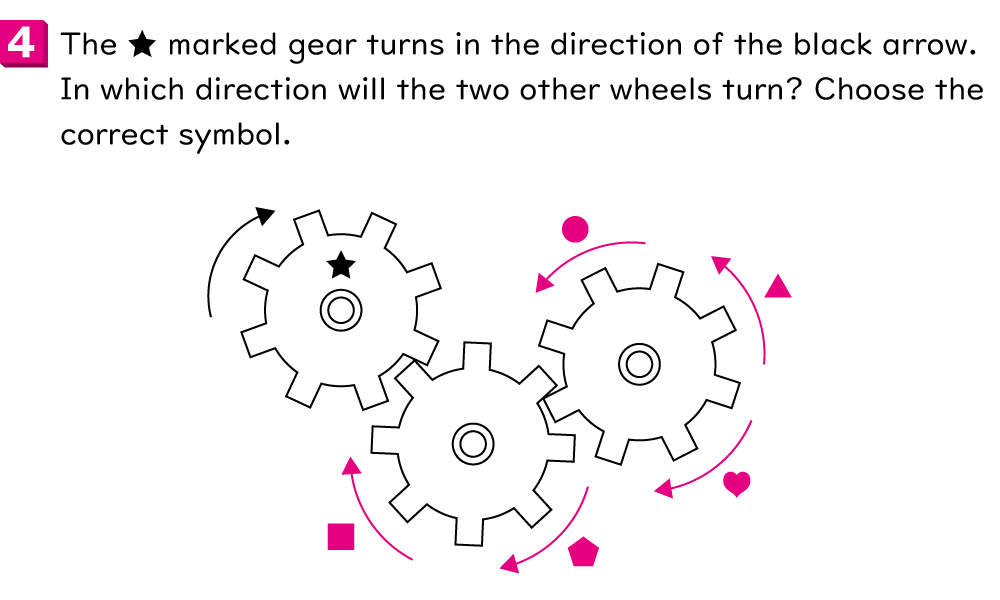 4
The ★ marked gear turns in the direction of the black arrow.
In which direction will the two other wheels turn? Choose the
correct symbol.